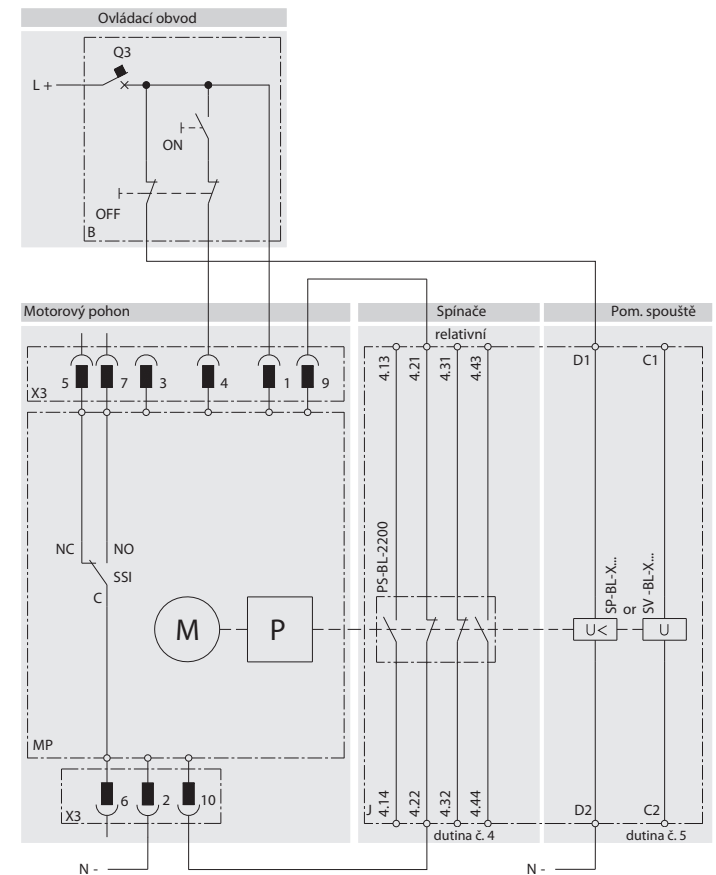 Ovládací obvod
Q3
L +
ON
OFF
B
Motorový pohon
Spínače
Pom. spouště
relativní
4.13
4.21
4.31
4.43
D1
C1
5
7
3
4
1
9
X3
PS-BL-2200
NC
NO
SSI
C
SP-BL-X...
or
SV -BL-X...
M
P
U<
U
MP
J
4.14
4.22
4.32
4.44
D2
C2
X3
6
2
10
dutina č. 4
dutina č. 5
N -
N -